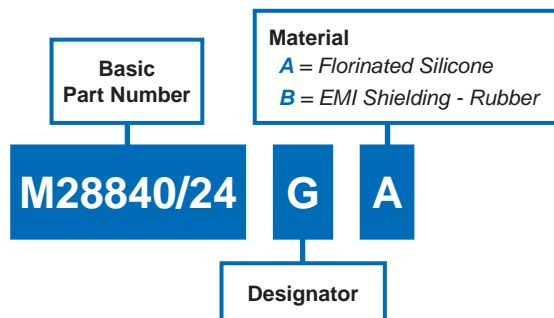 Basic
Part Number
Material
A = Florinated Silicone
B = EMI Shielding - Rubber
M28840/24 G A
Designator